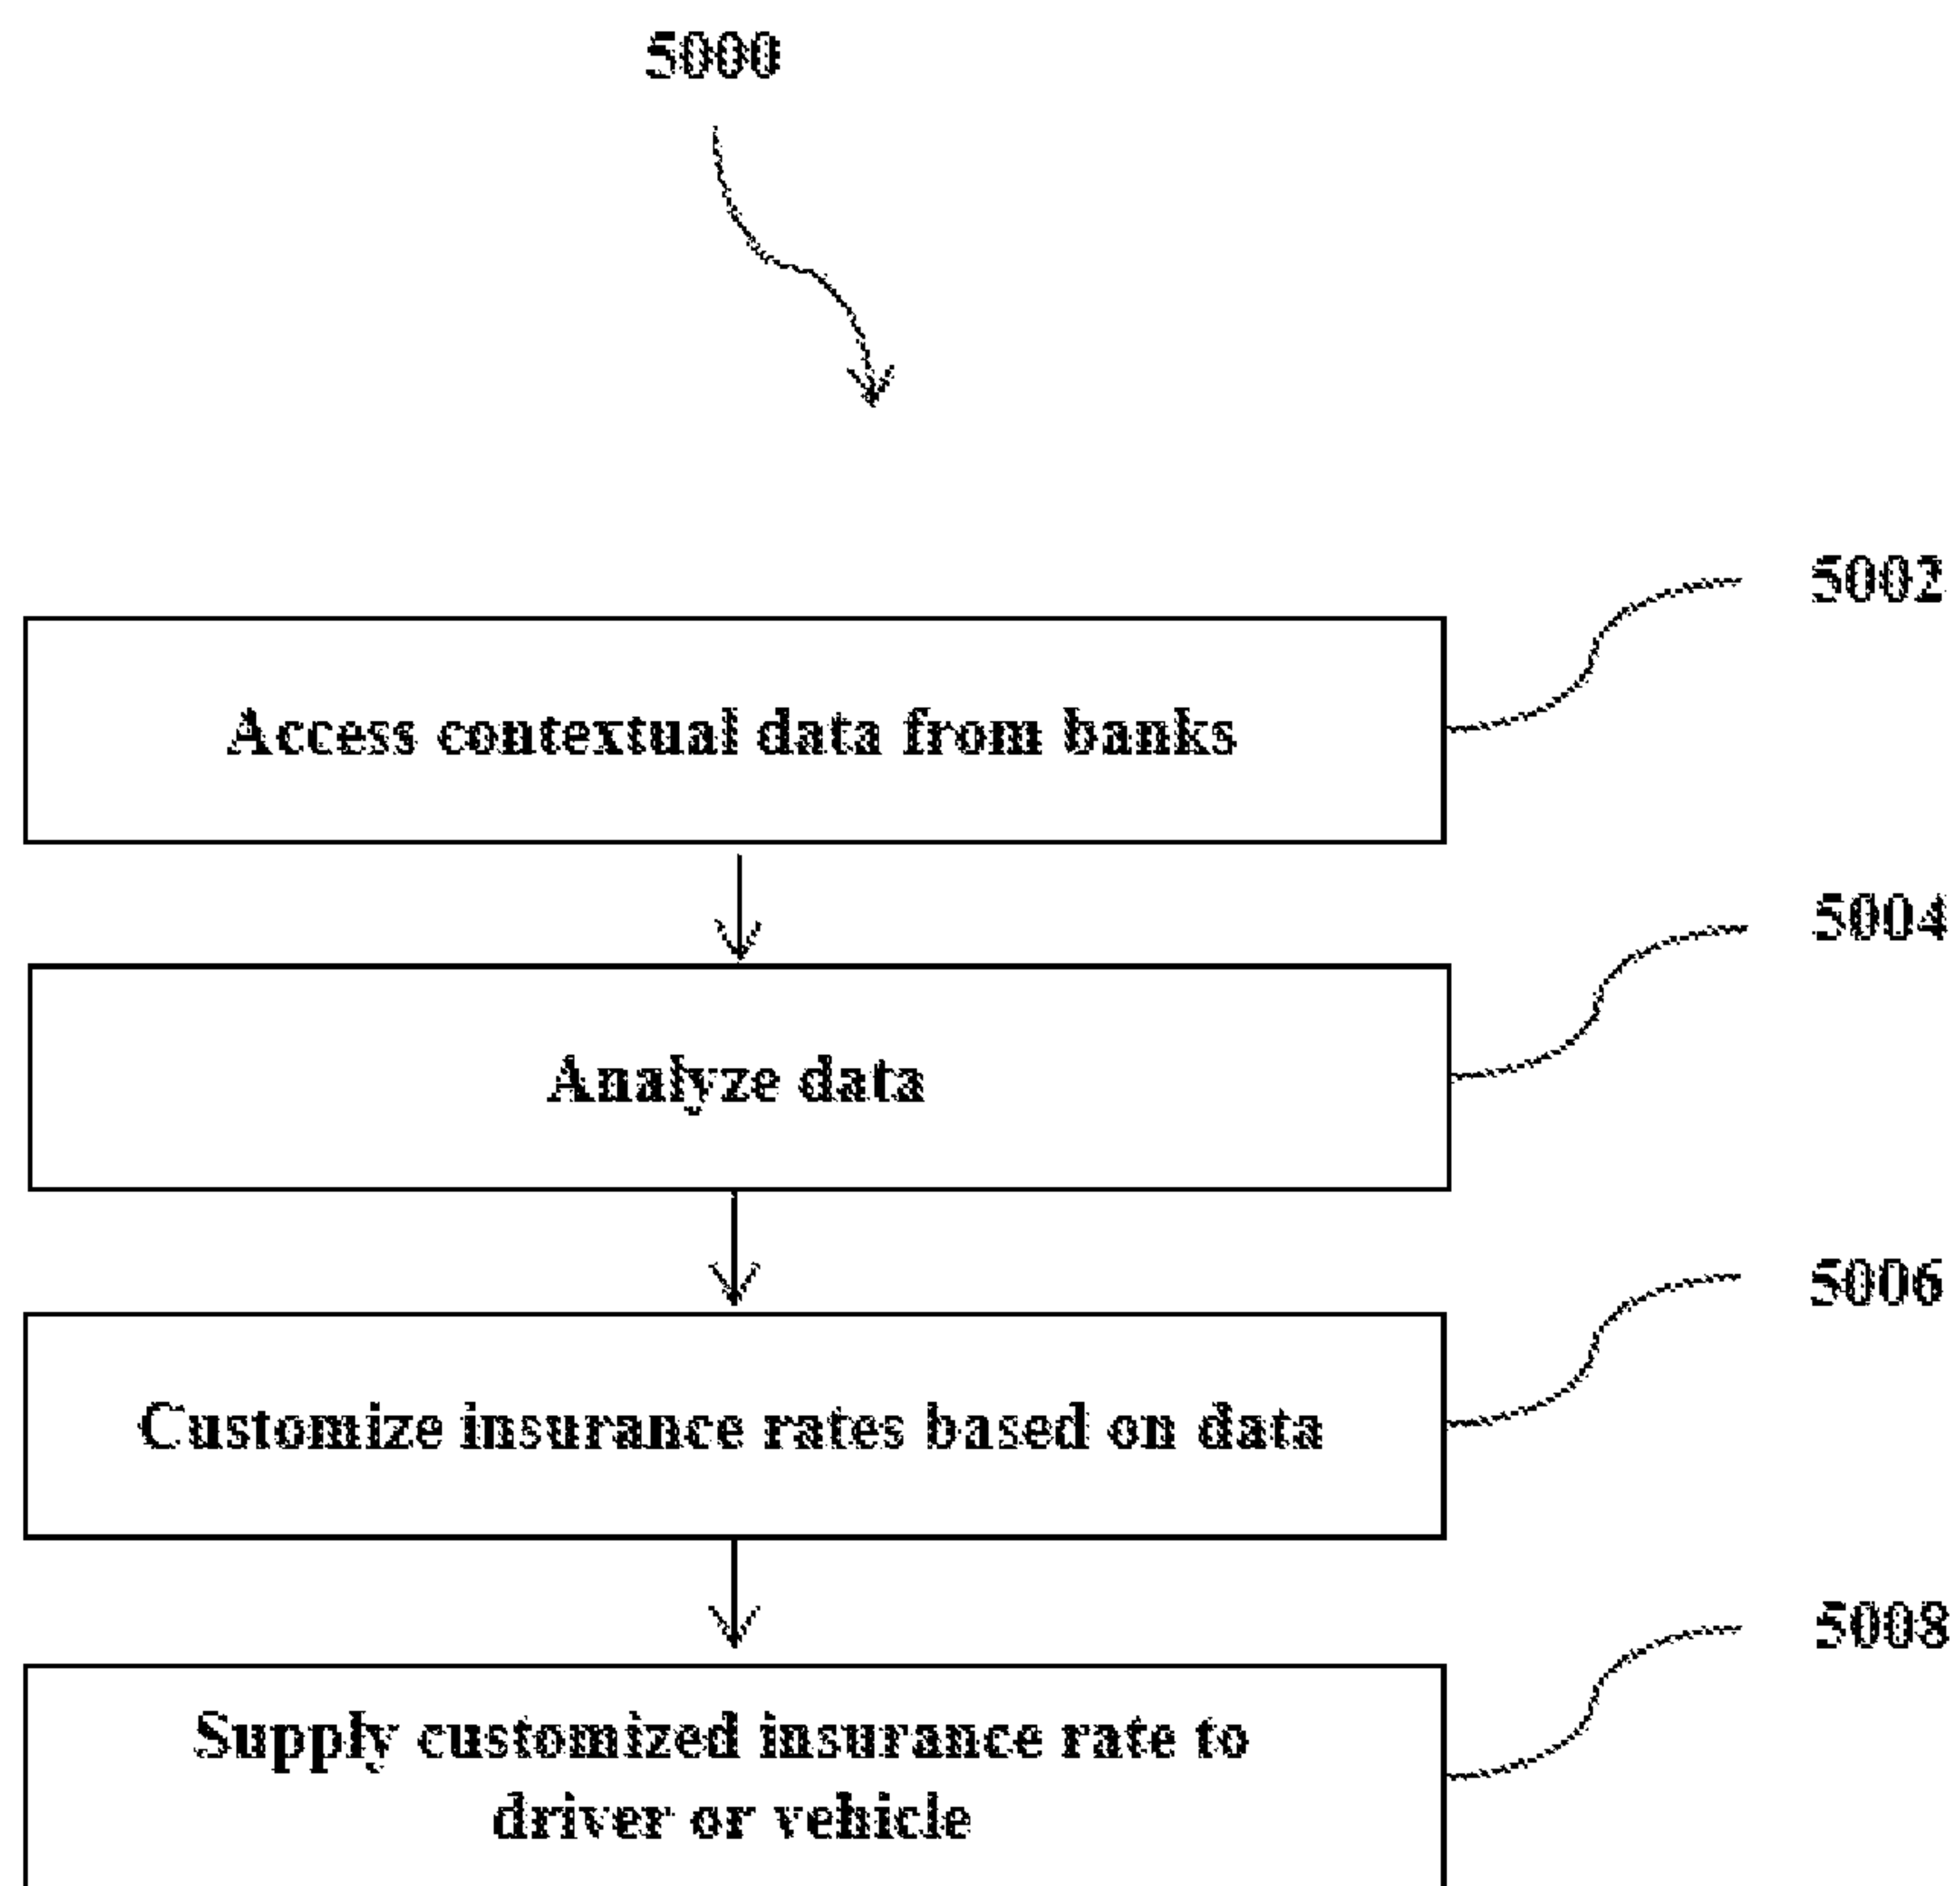 5000
5002
Access contextual data from banks
5004
Analyze data
5006
Customize insurance rates based on data
5008
Supply customized insurance rate to
driver or vehicle